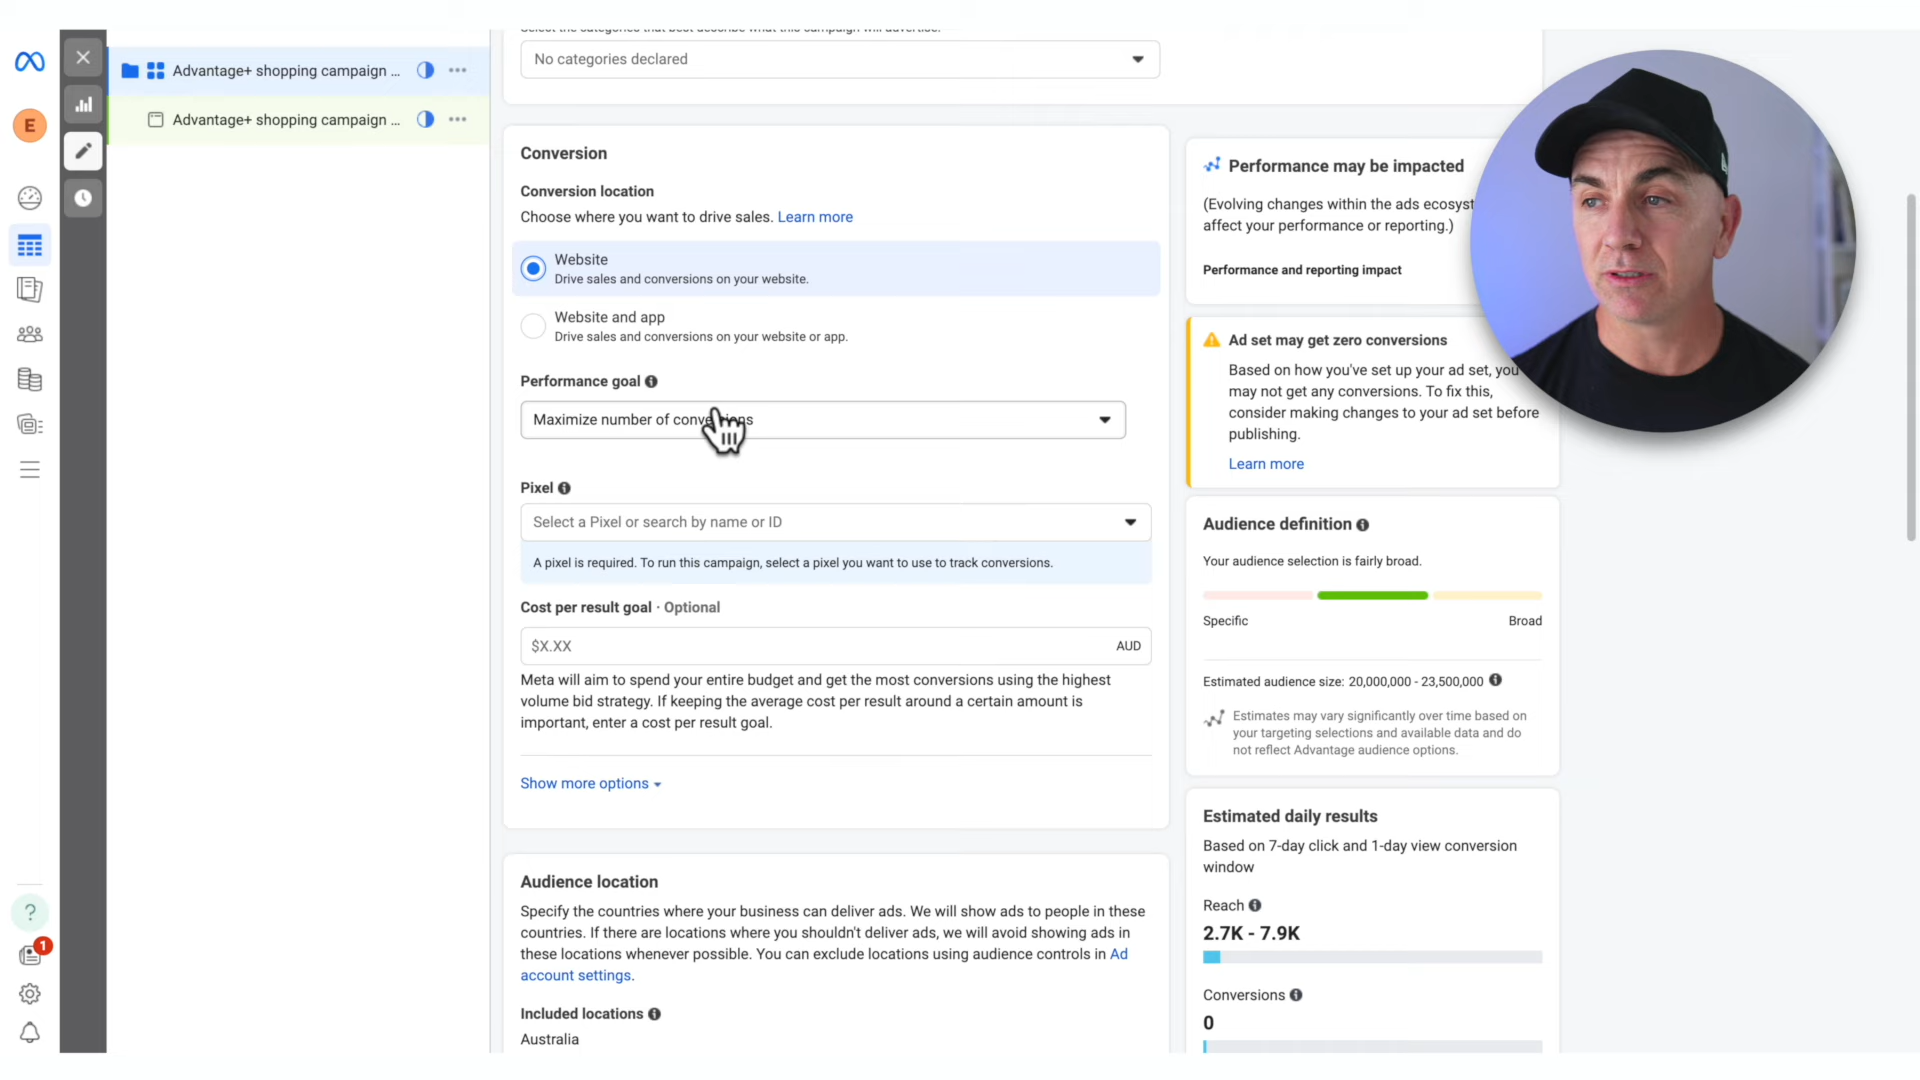 Select the categories that best describe what this campaign will advertise.
No categories declared
E
Advantage+ shopping campaign ...
Advantage+ shopping campaign ...
Conversion
Conversion location
Choose where you want to drive sales. Learn more
Website
Drive sales and conversions on your website.
Website and app
Drive sales and conversions on your website or app.
Performance goal
Maximize number of conversions
Pixel
Select a Pixel or search by name or ID
A pixel is required. To run this campaign, select a pixel you want to use to track conversions.
Cost per result goal · Optional
$X.XX
AUD
Meta will aim to spend your entire budget and get the most conversions using the highest
volume bid strategy. If keeping the average cost per result around a certain amount is
important, enter a cost per result goal.
Show more options
Audience location
Specify the countries where your business can deliver ads. We will show ads to people in these
countries. If there are locations where you shouldn't deliver ads, we will avoid showing ads in
these locations whenever possible. You can exclude locations using audience controls in Ad
account settings.
Included locations
Australia
Performance may be impacted
(Evolving changes within the ads ecosyst
affect your performance or reporting.)
Performance and reporting impact
Ad set may get zero conversions
Based on how you've set up your ad set, you
may not get any conversions. To fix this,
consider making changes to your ad set before
publishing.
Learn more
Audience definition
Your audience selection is fairly broad.
Specific
Broad
Estimated audience size: 20,000,000 - 23,500,000
Estimates may vary significantly over time based on
your targeting selections and available data and do
not reflect Advantage audience options.
Estimated daily results
Based on 7-day click and 1-day view conversion
window
Reach
2.7K - 7.9K
Conversions
0
?
1